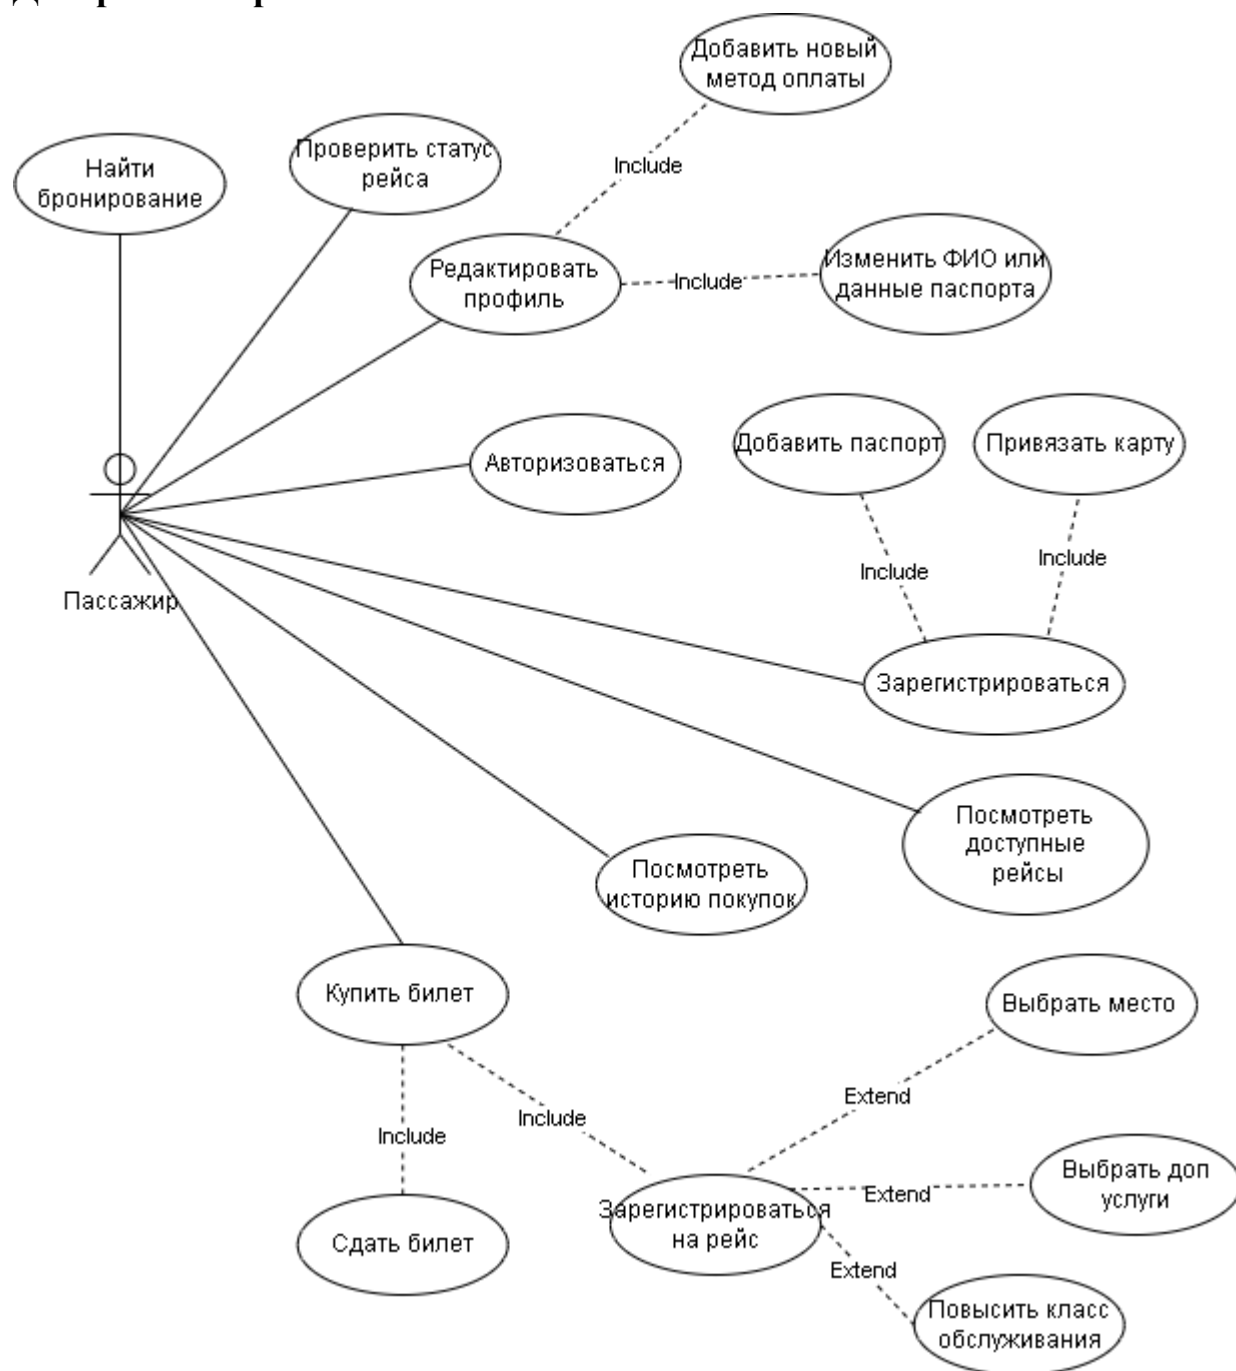 Добавить новый
метод оплаты
Проверить статус
рейса
Найти
бронирование
Include
Редактировать
профиль
Include
Изменить ФИО или
данные паспорта
Авторизоваться
Добавить паспорт
Привязать карту
Include
Include
Пассажир
Зарегистрироваться
Посмотреть
доступные
рейсы
Посмотреть
историю покупок
Купить билет
Выбрать место
Extend
Include
Include
Выбрать доп
услуги
Extend
Зарегистрироваться
на рейс
Сдать билет
Extend
Повысить класс
обслуживания